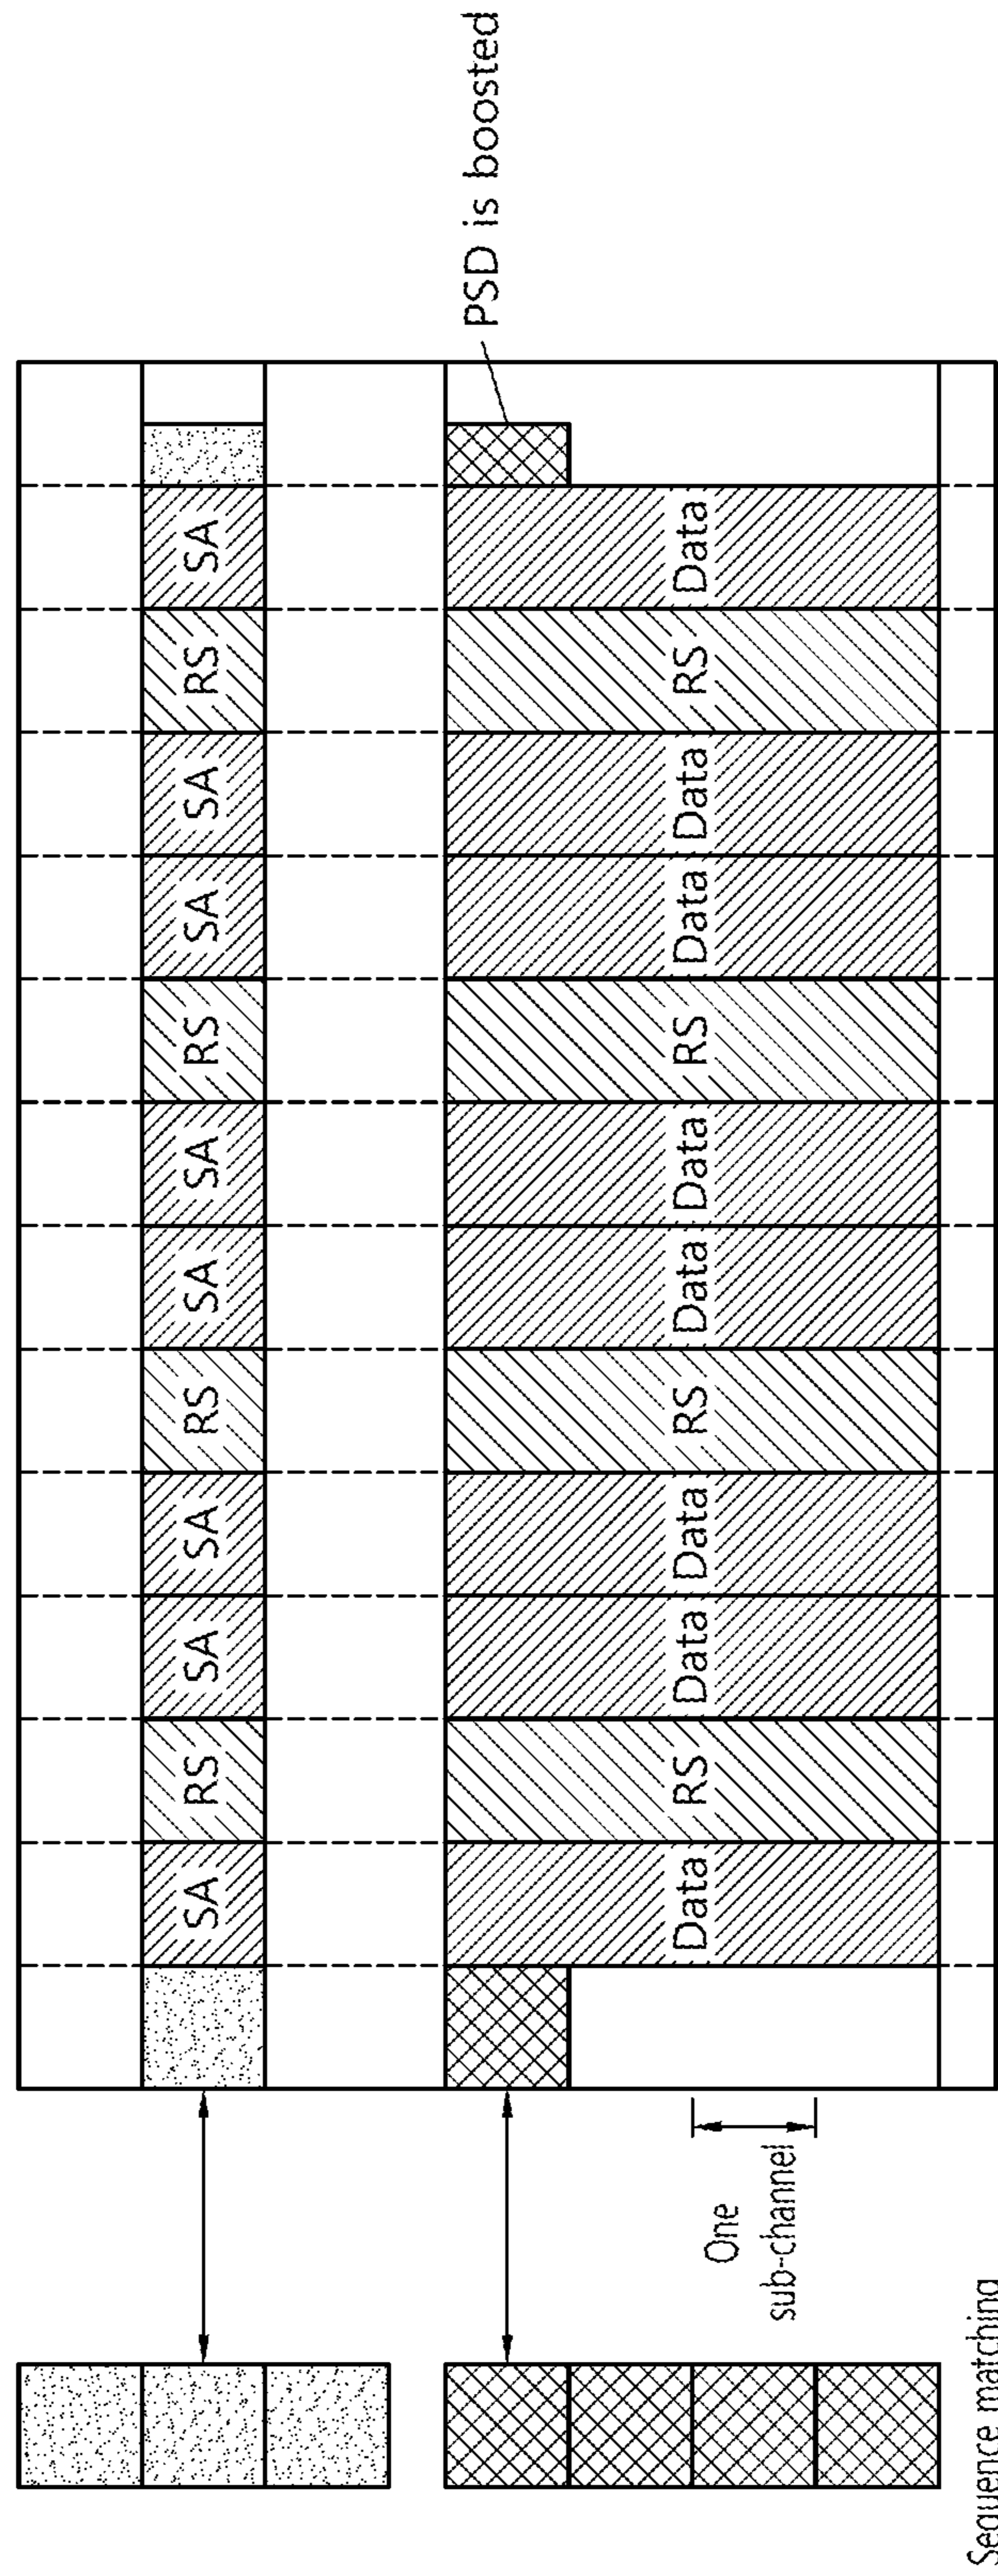 SA RS SA SA RS SA SA RS SA SA RS SA
PSD is boosted
Data RS Data Data RS Data Data RS Data Data RS Data
One
sub-channel
Sequence matching